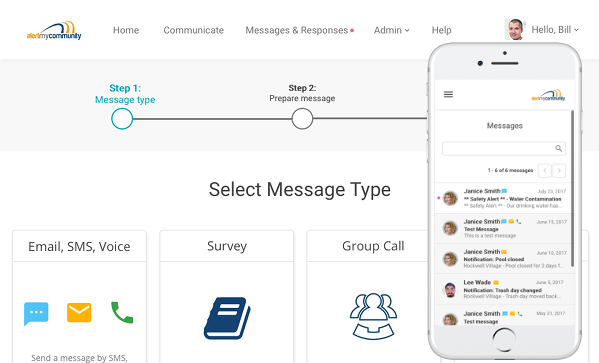 alertmycommunity
Home
Communicate
Messages & Responses
Admin
Help
Hello, Bill
Step 1:
Message type
Step 2:
Prepare message
Select Message Type
Email, SMS, Voice
Send a message by SMS,
Survey
Group Call
alertmycommunity
Messages
1 - 6 of 6 messages
Janice Smith
July 23, 2017
** Safety Alert ** - Water Contamination
** Safety Alert ** - Our drinking water has...
Janice Smith
June 15, 2017
Test Message
This is a test message
Janice Smith
June 10, 2017
Notification: Pool closed
Rockwell Village - Pool closed for 2 days f...
Lee Wade
June 5, 2017
Notification: Trash day changed
Rockwell Village - Trash day moved back...
Janice Smith
May 21, 2017
Test message